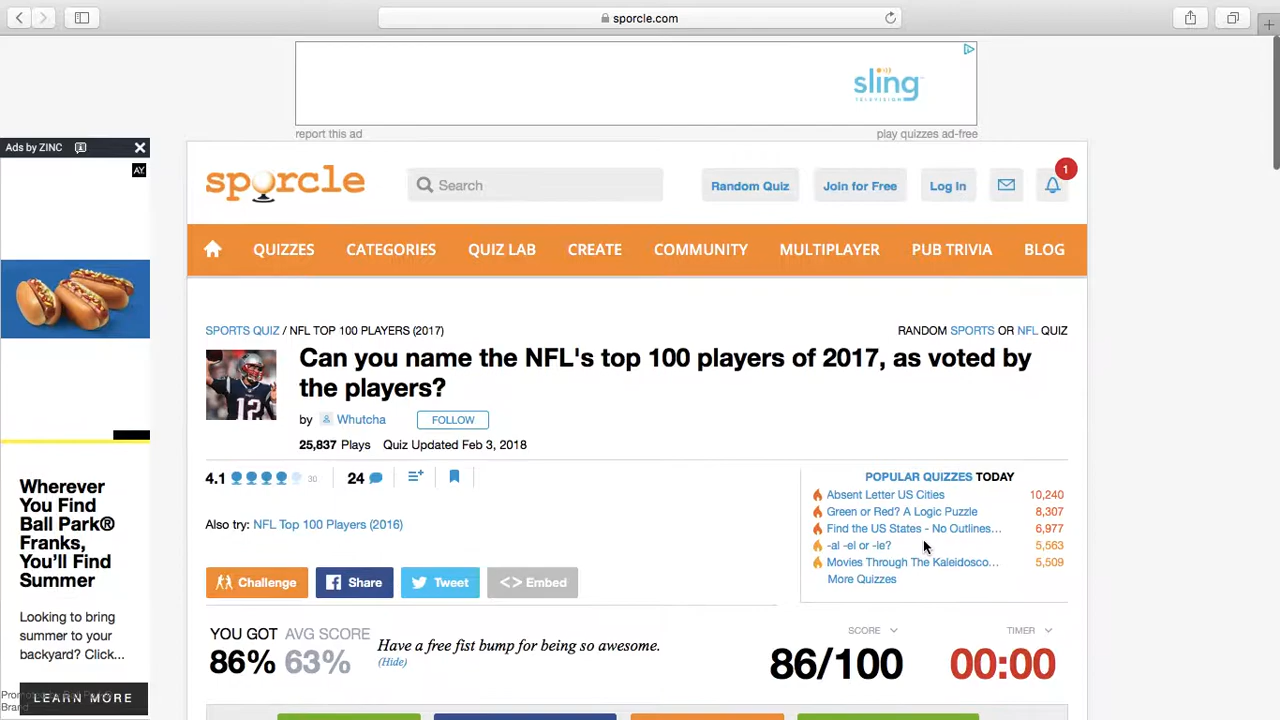 sporcle.com
sling
TELEVISION
report this ad
play quizzes ad-free
Ads by ZINC
AY
sporcle
Search
Random Quiz
Join for Free
Log In
1
QUIZZES
CATEGORIES
QUIZ LAB
CREATE
COMMUNITY
MULTIPLAYER
PUB TRIVIA
BLOG
SPORTS QUIZ / NFL TOP 100 PLAYERS (2017)
RANDOM SPORTS OR NFL QUIZ
12
Can you name the NFL's top 100 players of 2017, as voted by
the players?
by Whutcha
FOLLOW
25,837 Plays Quiz Updated Feb 3, 2018
4.1
30
24
Also try: NFL Top 100 Players (2016)
POPULAR QUIZZES TODAY
Absent Letter US Cities 10,240
Green or Red? A Logic Puzzle 8,307
Find the US States - No Outlines... 6,977
-al -el or -le? 5,563
Movies Through The Kaleidosco... 5,509
More Quizzes
Challenge
Share
Tweet
<> Embed
YOU GOT AVG SCORE
86% 63%
Have a free fist bump for being so awesome.
(Hide)
SCORE
86/100
TIMER
00:00
Wherever
You Find
Ball Park®
Franks,
You'll Find
Summer
Looking to bring
summer to your
backyard? Click...
LEARN MORE
Brand